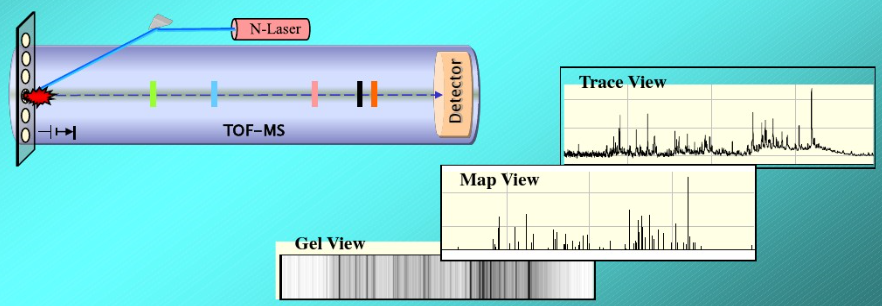 N-Laser
Detector
TOF-MS
Trace View
Map View
Gel View